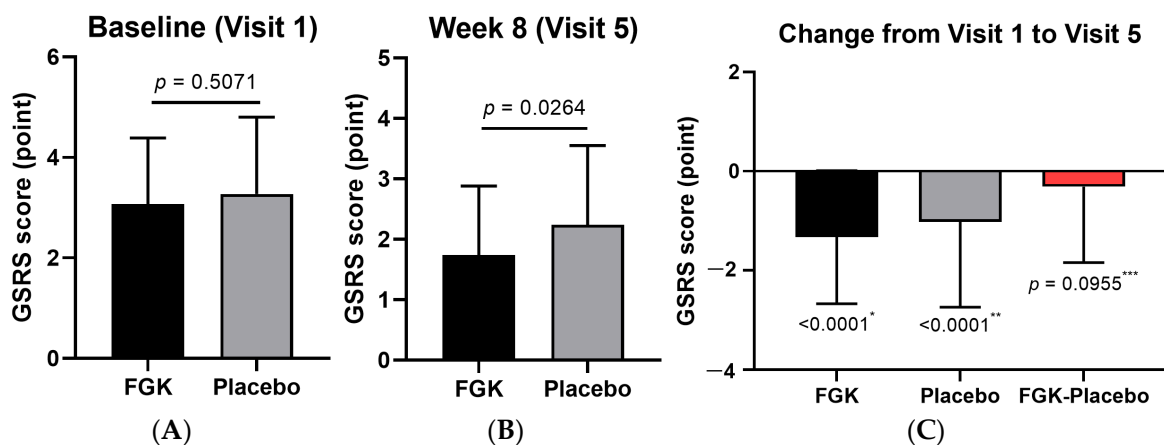 Baseline (Visit 1)
6
4
2
0
GSRS score (point)
p = 0.5071
FGK Placebo
(A)
Week 8 (Visit 5)
5
4
3
2
1
0
GSRS score (point)
p = 0.0264
FGK Placebo
(B)
Change from Visit 1 to Visit 5
2
0
−2
−4
GSRS score (point)
<0.0001*
<0.0001**
p = 0.0955***
FGK Placebo FGK-Placebo
(C)